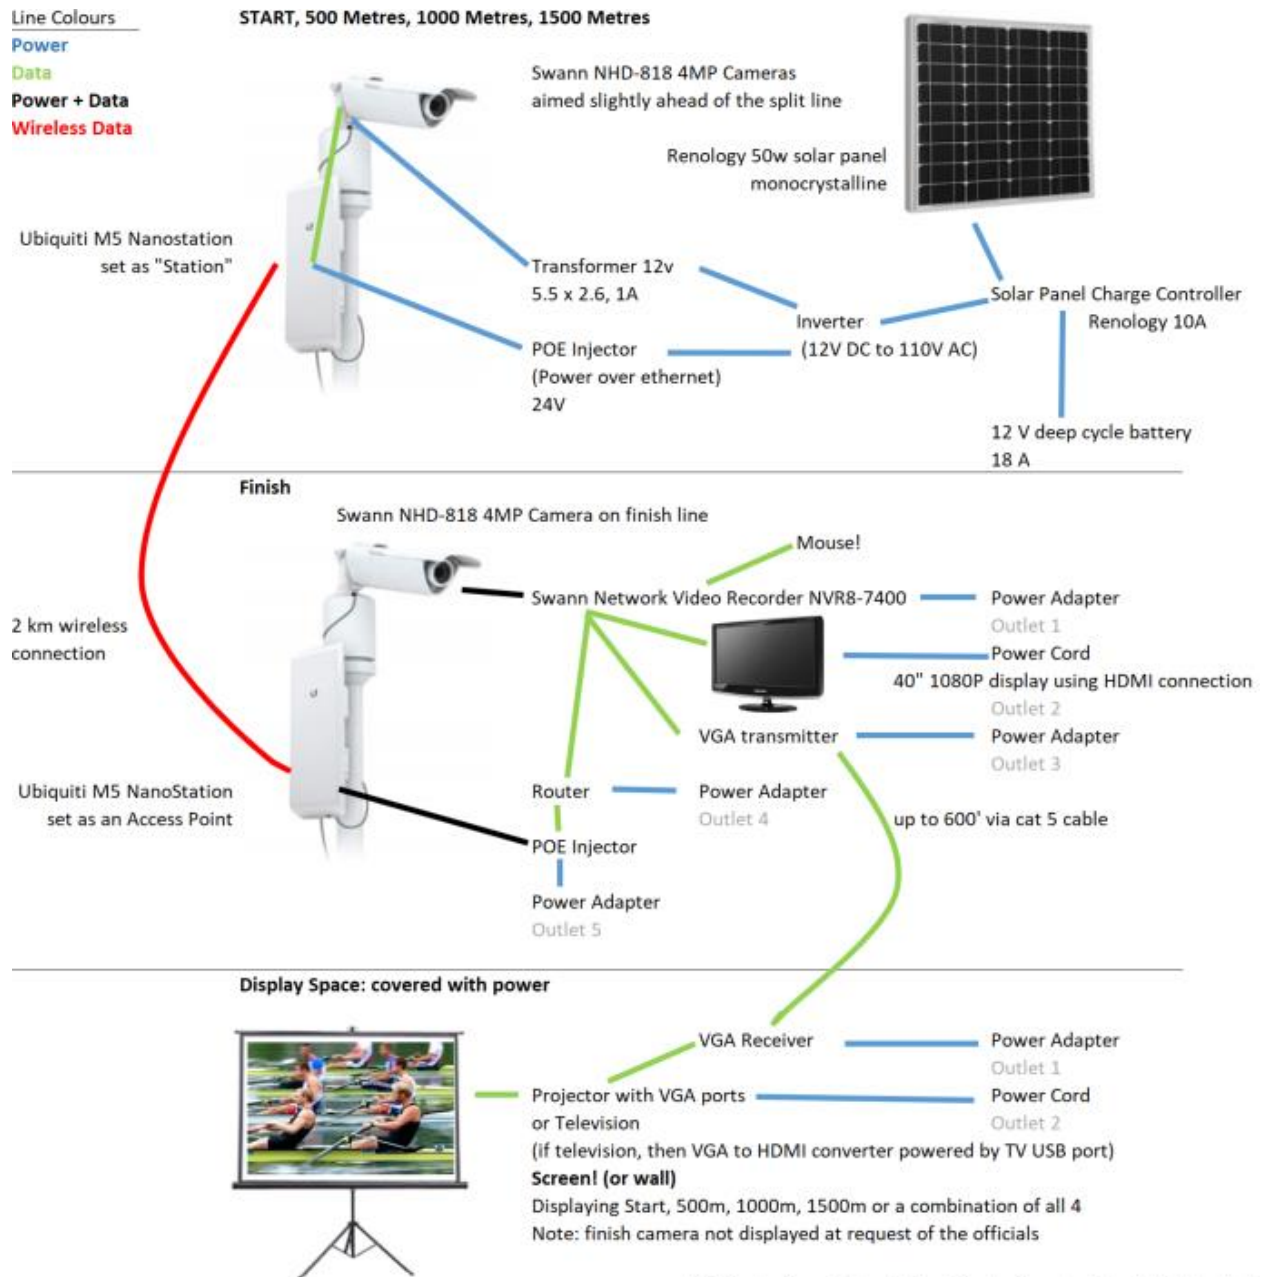 Line Colours
Power
Data
Power + Data
Wireless Data
START, 500 Metres, 1000 Metres, 1500 Metres
Swann NHD-818 4MP Cameras
aimed slightly ahead of the split line
Renology 50w solar panel
monocrystalline
Ubiquiti M5 Nanostation
set as "Station"
Transformer 12v
5.5 x 2.6, 1A
Solar Panel Charge Controller
Renology 10A
Inverter
(12V DC to 110V AC)
POE Injector
(Power over ethernet)
24V
12 V deep cycle battery
18 A
Finish
Swann NHD-818 4MP Camera on finish line
Mouse!
Swann Network Video Recorder NVR8-7400
Power Adapter
Outlet 1
2 km wireless
connection
Power Cord
40" 1080P display using HDMI connection
Outlet 2
VGA transmitter
Power Adapter
Outlet 3
Ubiquiti M5 NanoStation
set as an Access Point
Router
Power Adapter
Outlet 4
up to 600' via cat 5 cable
POE Injector
Power Adapter
Outlet 5
Display Space: covered with power
VGA Receiver
Power Adapter
Outlet 1
Projector with VGA ports
Power Cord
or Television
Outlet 2
(if television, then VGA to HDMI converter powered by TV USB port)
Screen! (or wall)
Displaying Start, 500m, 1000m, 1500m or a combination of all 4
Note: finish camera not displayed at request of the officials